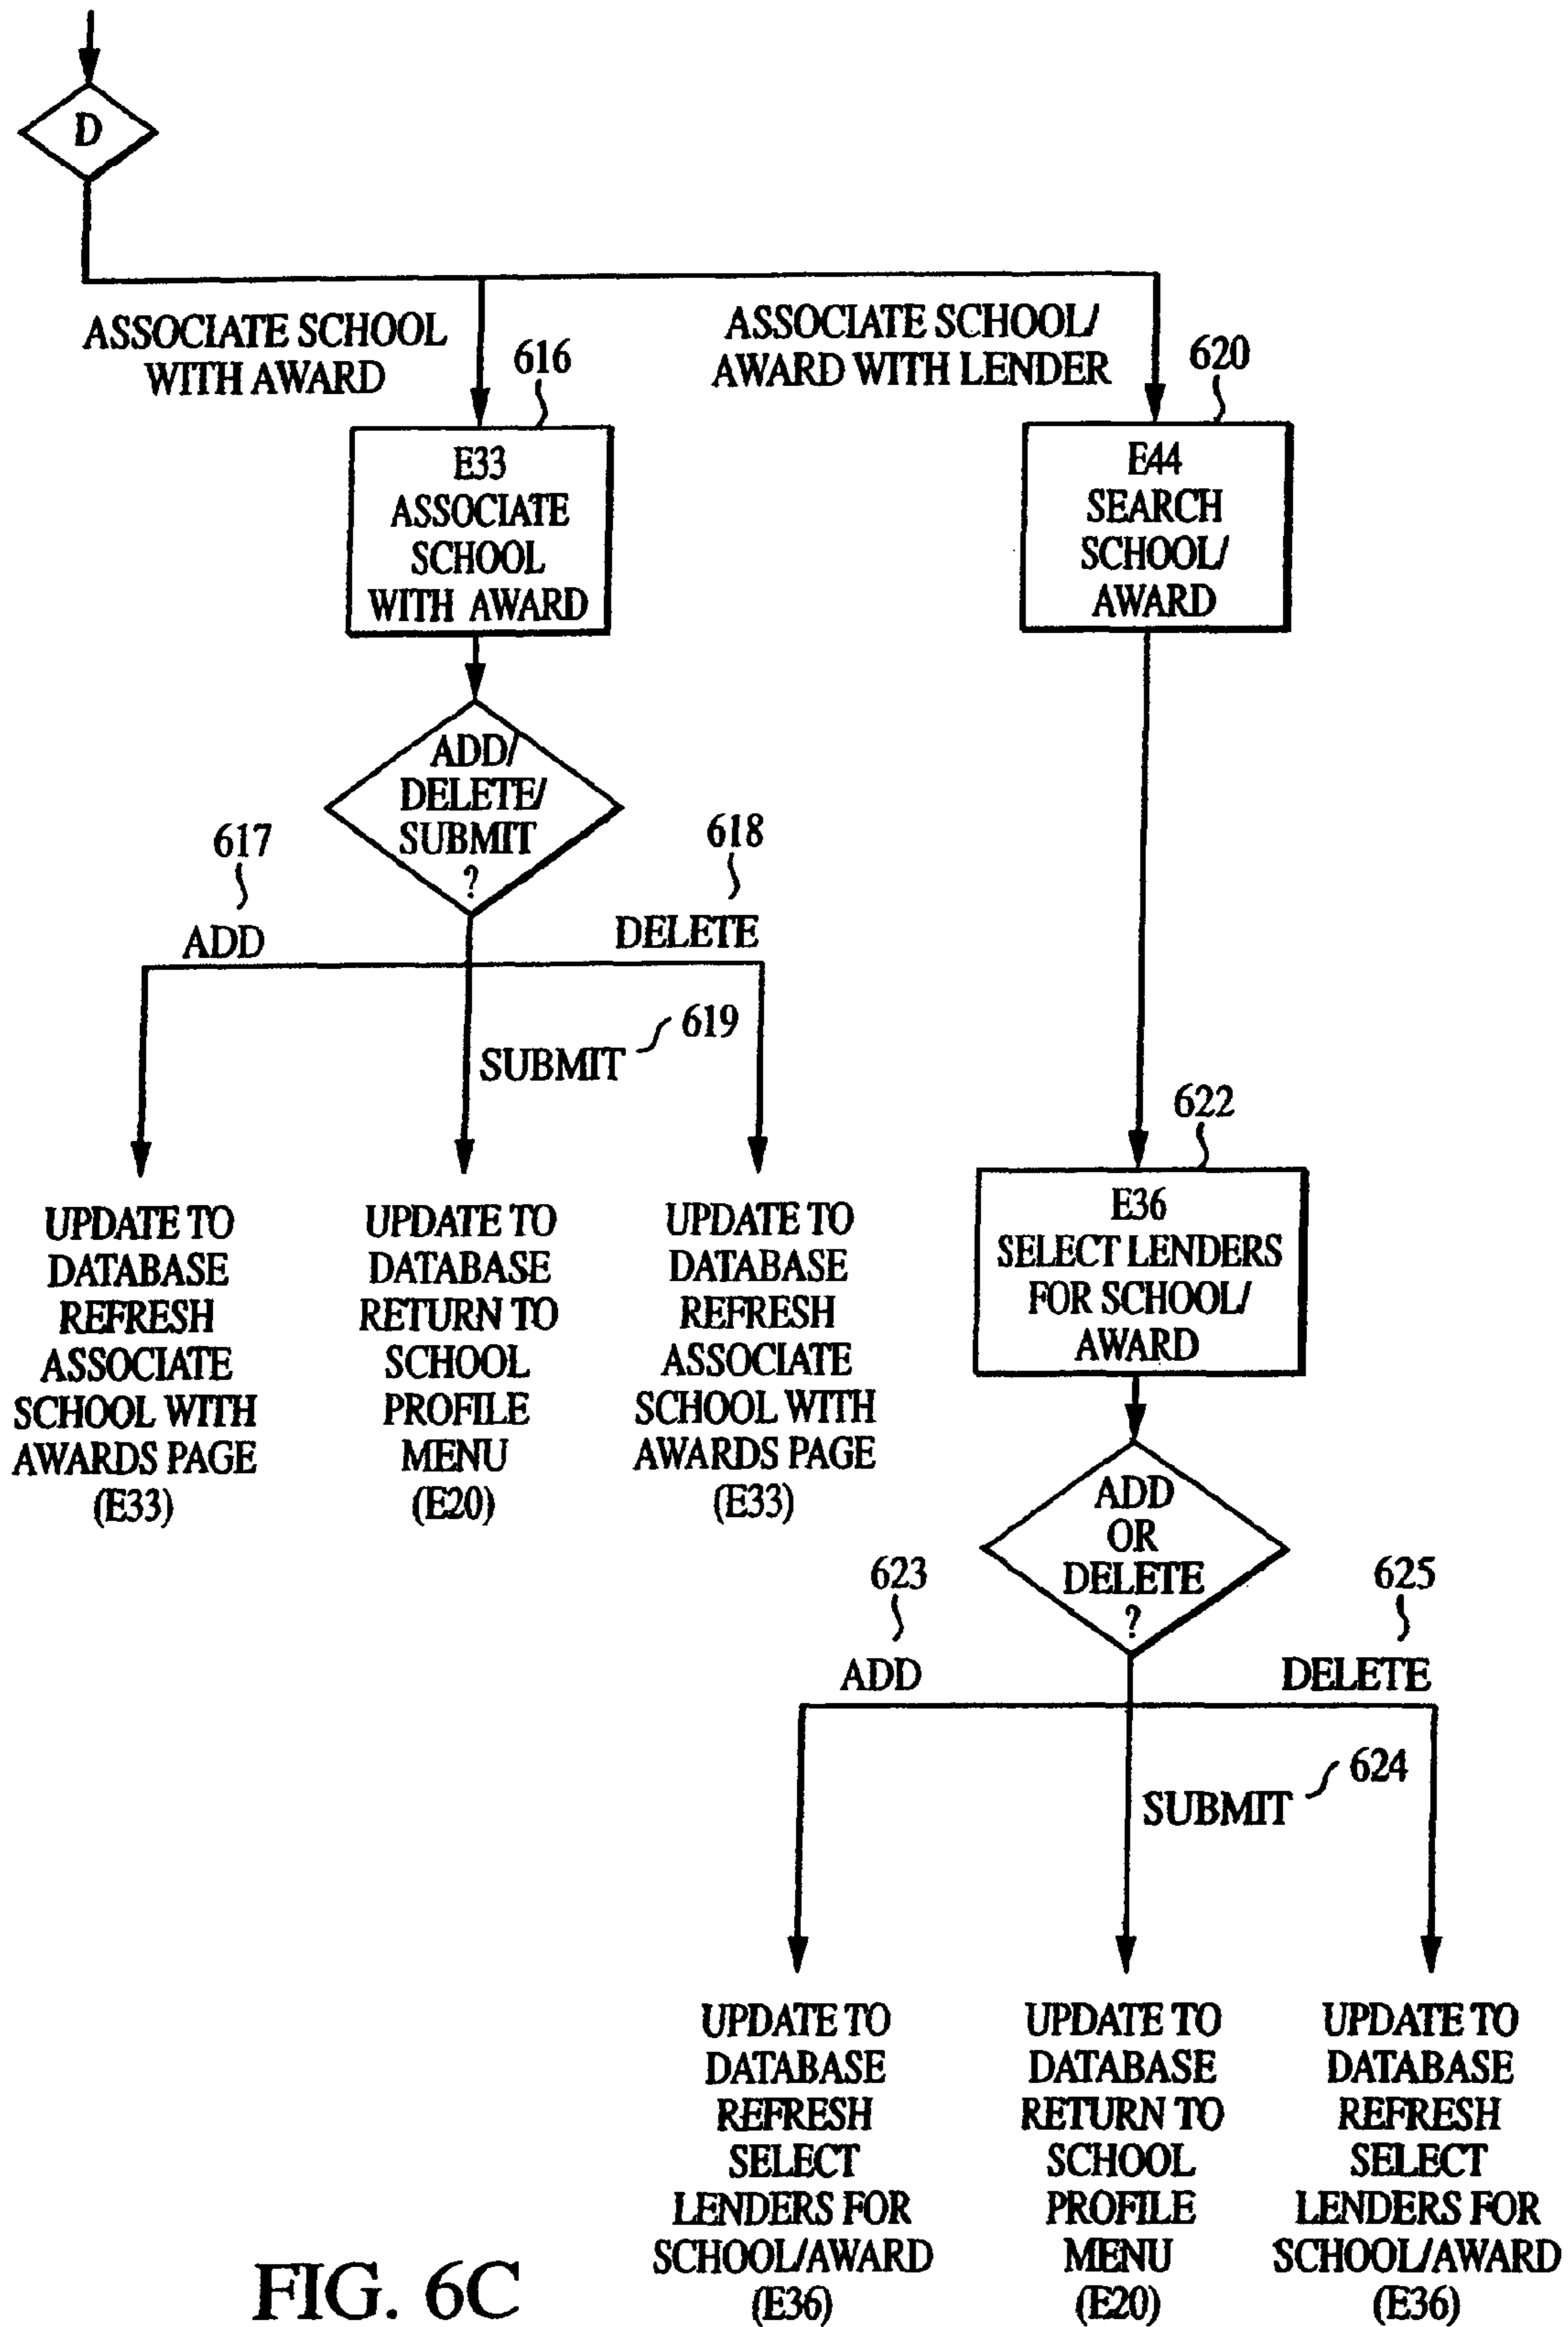 D
ASSOCIATE SCHOOL
WITH AWARD
616
ASSOCIATE SCHOOL/
AWARD WITH LENDER
620
E33
ASSOCIATE
SCHOOL
WITH AWARD
E44
SEARCH
SCHOOL/
AWARD
ADD/
DELETE/
SUBMIT
?
617
ADD
618
DELETE
619
SUBMIT
UPDATE TO
DATABASE
REFRESH
ASSOCIATE
SCHOOL WITH
AWARDS PAGE
(E33)
UPDATE TO
DATABASE
RETURN TO
SCHOOL
PROFILE
MENU
(E20)
UPDATE TO
DATABASE
REFRESH
ASSOCIATE
SCHOOL WITH
AWARDS PAGE
(E33)
622
E36
SELECT LENDERS
FOR SCHOOL/
AWARD
ADD
OR
DELETE
?
623
ADD
625
DELETE
624
SUBMIT
UPDATE TO
DATABASE
REFRESH
SELECT
LENDERS FOR
SCHOOL/AWARD
(E36)
UPDATE TO
DATABASE
RETURN TO
SCHOOL
PROFILE
MENU
(E20)
UPDATE TO
DATABASE
REFRESH
SELECT
LENDERS FOR
SCHOOL/AWARD
(E36)
FIG. 6C